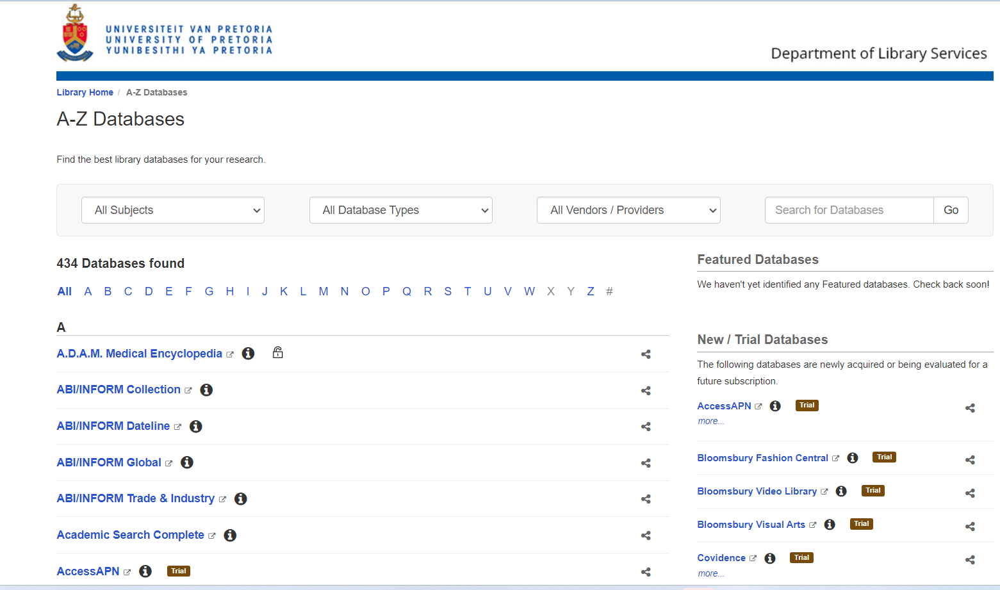 UNIVERSITEIT VAN PRETORIA
UNIVERSITY OF PRETORIA
YUNIBESITHI YA PRETORIA
Department of Library Services
Library Home / A-Z Databases
A-Z Databases
Find the best library databases for your research.
All Subjects
All Database Types
All Vendors / Providers
Search for Databases
Go
434 Databases found
All A B C D E F G H I J K L M N O P Q R S T U V W X Y Z #
A
A.D.A.M. Medical Encyclopedia
ABI/INFORM Collection
ABI/INFORM Dateline
ABI/INFORM Global
ABI/INFORM Trade & Industry
Academic Search Complete
AccessAPN Trial
Featured Databases
We haven't yet identified any Featured databases. Check back soon!
New / Trial Databases
The following databases are newly acquired or being evaluated for a
future subscription.
AccessAPN Trial
more...
Bloomsbury Fashion Central Trial
Bloomsbury Video Library Trial
Bloomsbury Visual Arts Trial
Covidence Trial
more...